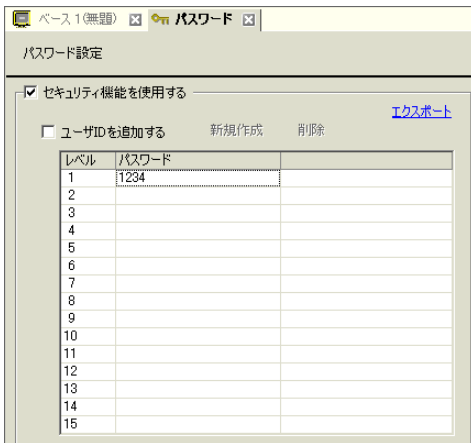 ベース1(無題) パスワード
パスワード設定
セキュリティ機能を使用する
エクスポート
ユーザIDを追加する 新規作成 削除
レベル パスワード
1 1234
2
3
4
5
6
7
8
9
10
11
12
13
14
15